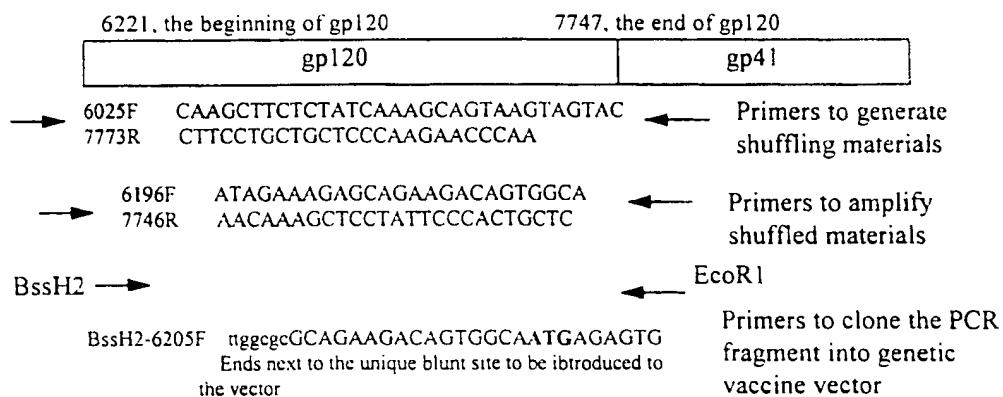 6221, the beginning of gp120 7747, the end of gp120
gp120 gp41
6025F CAAGCTTCTCTATCAAAGCAGTAAGTAGTAC
7773R CTTCCTGCTGCTCCCAAGAACCCAA
Primers to generate
shuffling materials
6196F ATAGAAAGAGCAGAAGACAGTGGCA
7746R AACAAAGCTCCTATTCCCACTGCTC
Primers to amplify
shuffled materials
BssH2 EcoR1
BssH2-6205F ttggcgcGCAGAAGACAGTGGCAATGAGAGTG
Ends next to the unique blunt site to be ibtroduced to
the vector
Primers to clone the PCR
fragment into genetic
vaccine vector